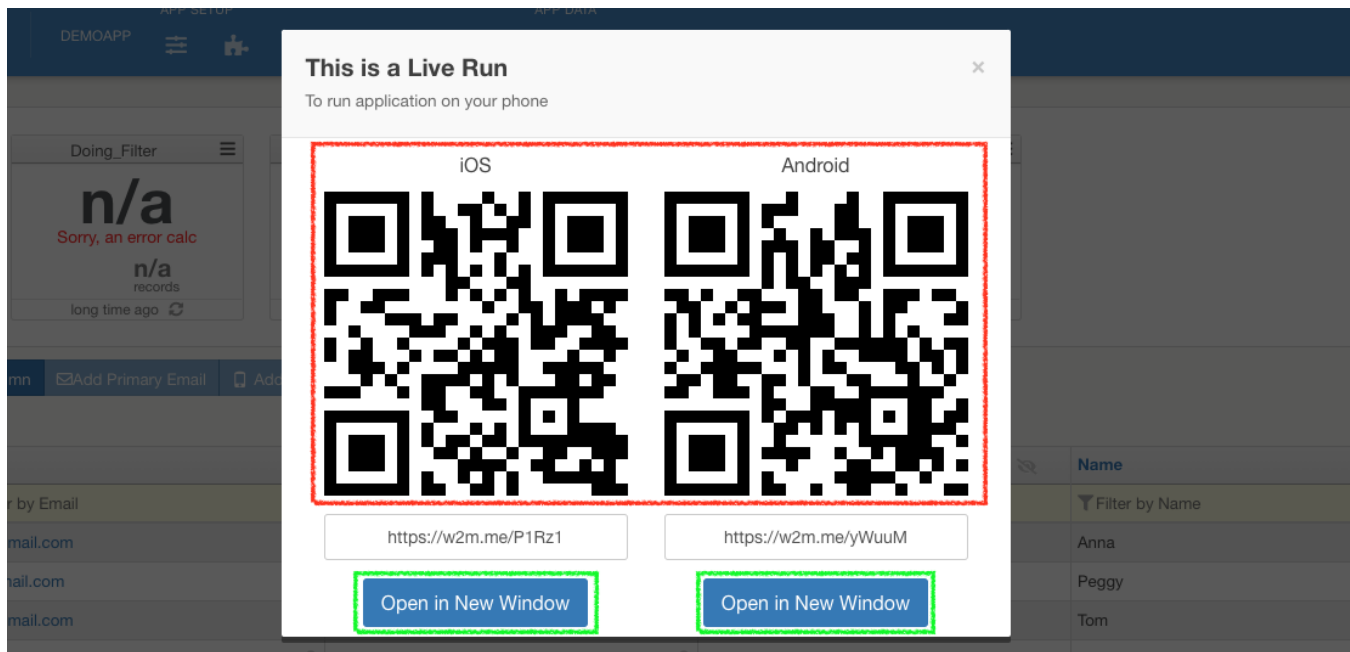 APP SETUP
APP DATA
DEMOAPP
This is a Live Run
×
To run application on your phone
Doing_Filter
n/a
Sorry, an error calc
n/a
records
long time ago
iOS
Android
mn
Add Primary Email
Add
https://w2m.me/P1Rz1
https://w2m.me/yWuuM
Open in New Window
Open in New Window
Name
r by Email
Filter by Name
mail.com
Anna
nail.com
Peggy
mail.com
Tom